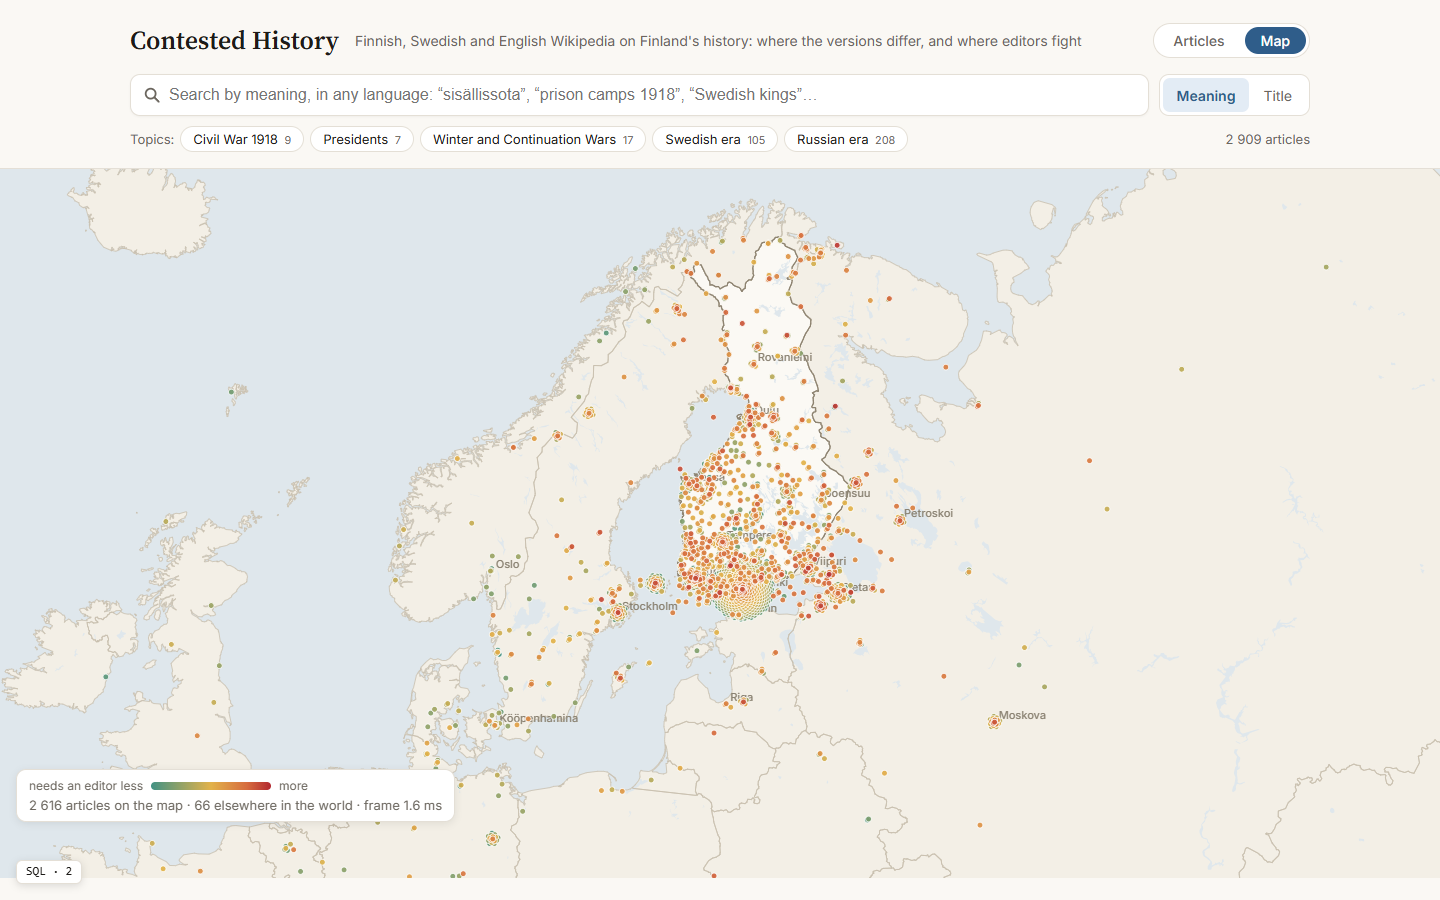 Contested History
Finnish, Swedish and English Wikipedia on Finland's history: where the versions differ, and where editors fight
Articles
Map
Search by meaning, in any language: “sisällissota”, “prison camps 1918”, “Swedish kings”…
Meaning
Title
Topics:
Civil War 1918 9
Presidents 7
Winter and Continuation Wars 17
Swedish era 105
Russian era 208
2 909 articles
Rovaniemi
Oulu
Joensuu
Petroskoi
Tampere
Oslo
Viipuri
Stockholm
Riga
Kööpenhamina
Moskova
needs an editor less
more
2 616 articles on the map · 66 elsewhere in the world · frame 1.6 ms
SQL · 2